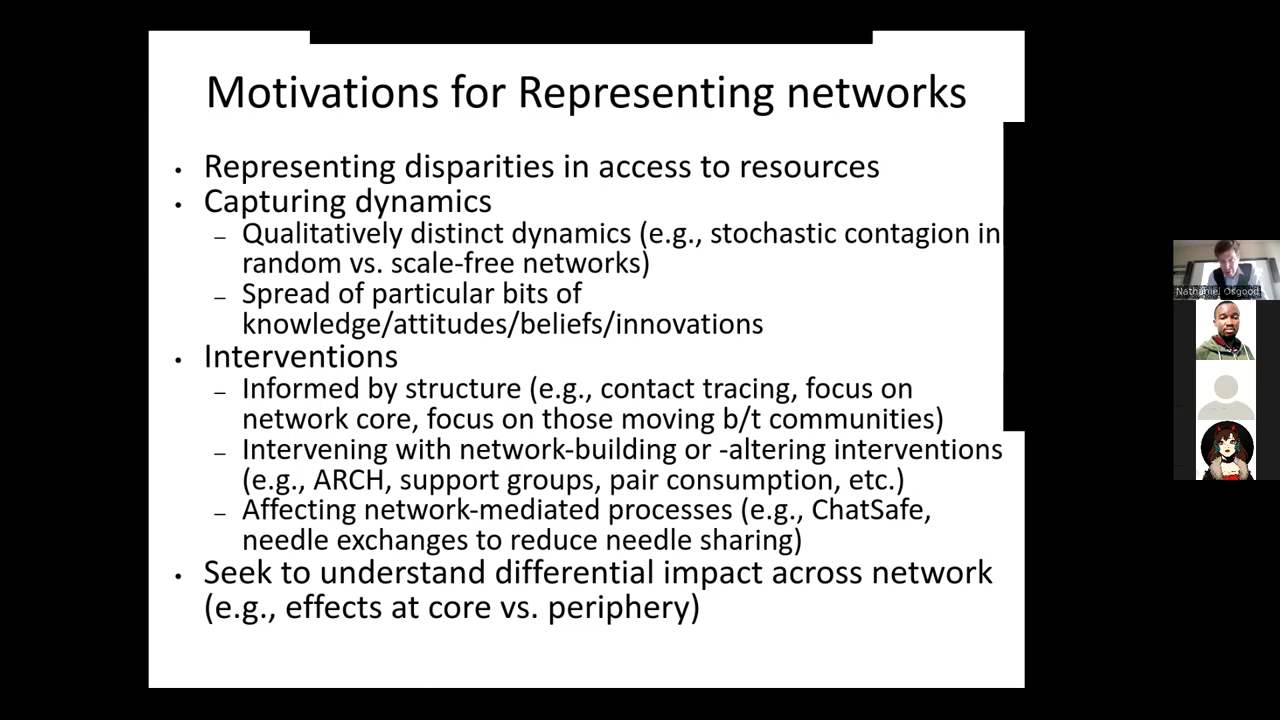 Motivations for Representing networks
• Representing disparities in access to resources
• Capturing dynamics
– Qualitatively distinct dynamics (e.g., stochastic contagion in
random vs. scale-free networks)
– Spread of particular bits of
knowledge/attitudes/beliefs/innovations
• Interventions
– Informed by structure (e.g., contact tracing, focus on
network core, focus on those moving b/t communities)
– Intervening with network-building or -altering interventions
(e.g., ARCH, support groups, pair consumption, etc.)
– Affecting network-mediated processes (e.g., ChatSafe,
needle exchanges to reduce needle sharing)
• Seek to understand differential impact across network
(e.g., effects at core vs. periphery)
Nathaniel Osgood